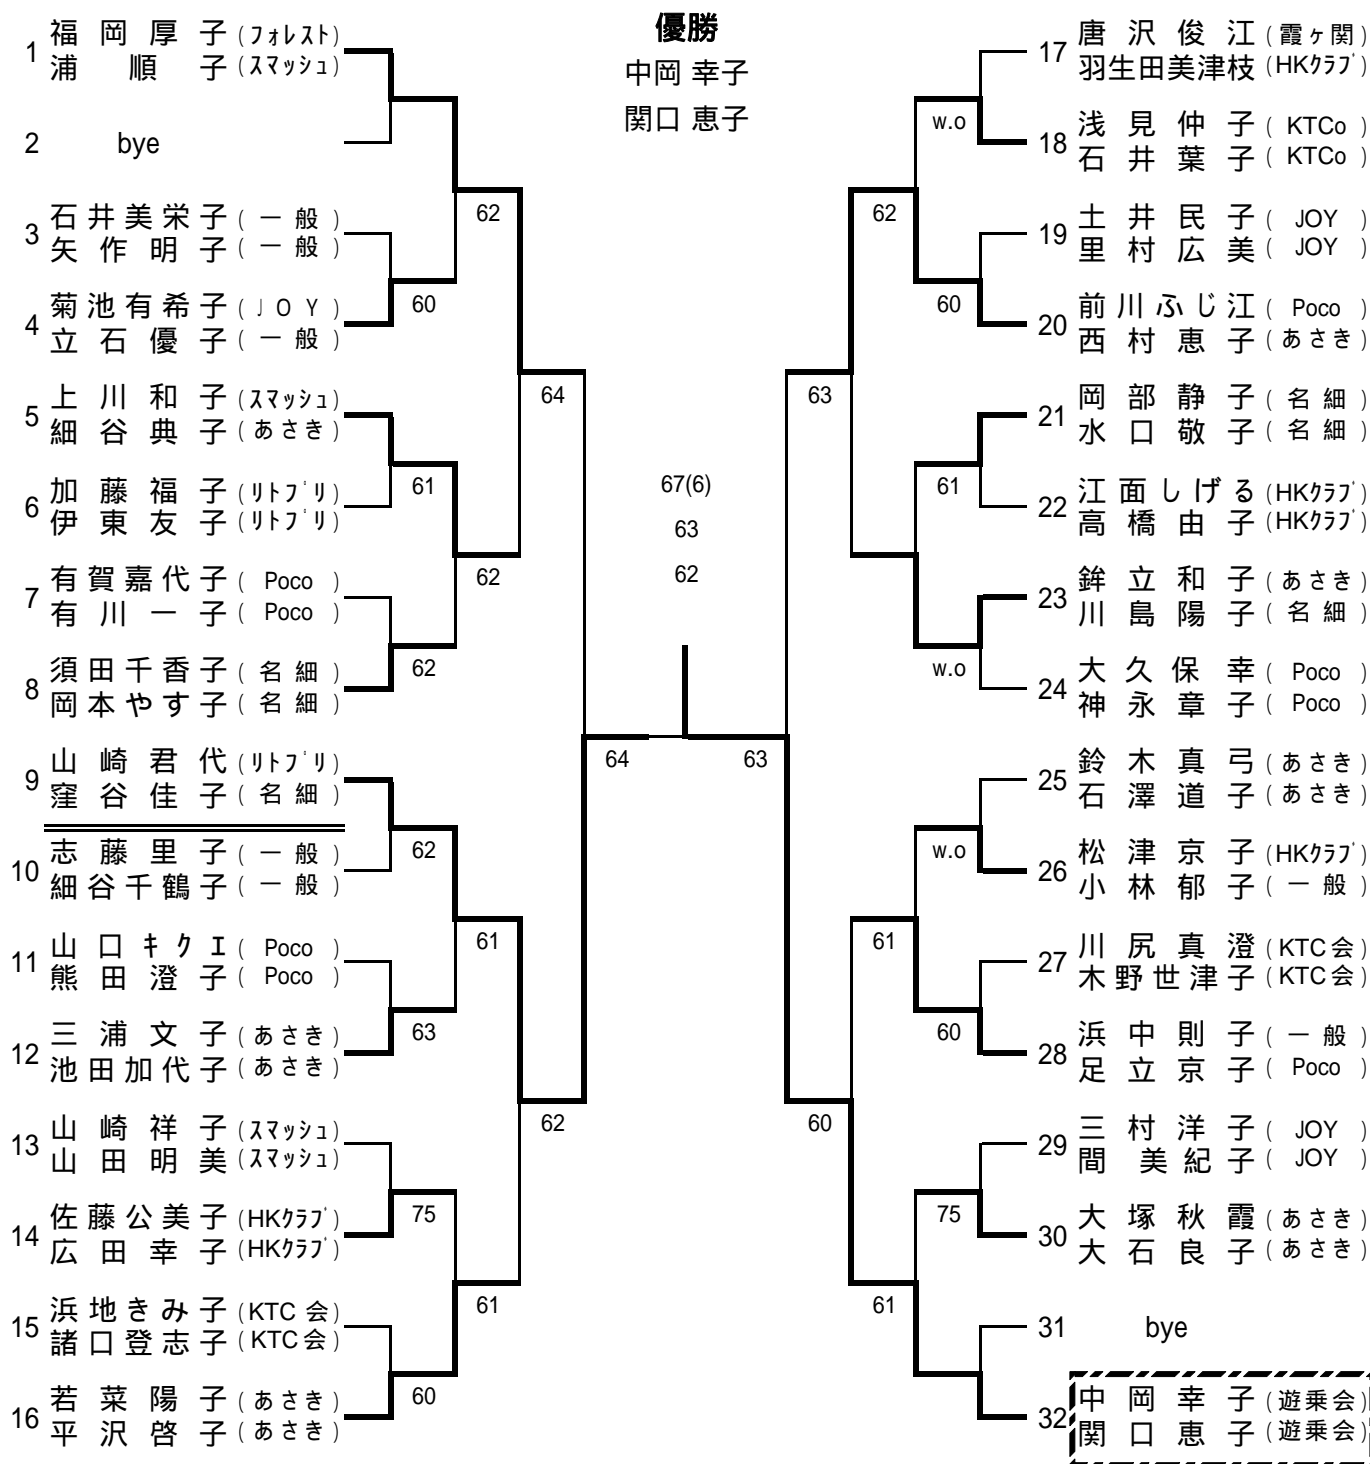 優勝
中岡 幸子
関口 恵子
1 福岡厚子 (フォレスト)
浦順子 (スマッシュ)
2 bye
3 石井美栄子 (一般)
矢作明子 (一般)
4 菊池有希子 (JOY)
立石優子 (一般)
5 上川和子 (スマッシュ)
細谷典子 (あさき)
6 加藤福子 (リトプリ)
伊東友子 (リトプリ)
7 有賀嘉代子 (Poco)
有川一子 (Poco)
8 須田千香子 (名細)
岡本やす子 (名細)
9 山崎君代 (リトプリ)
窪谷佳子 (名細)
10 志藤里子 (一般)
細谷千鶴子 (一般)
11 山口キクエ (Poco)
熊田澄子 (Poco)
12 三浦文子 (あさき)
池田加代子 (あさき)
13 山崎祥子 (スマッシュ)
山田明美 (スマッシュ)
14 佐藤公美子 (HKクラブ)
広田幸子 (HKクラブ)
15 浜地きみ子 (KTC会)
諸口登志子 (KTC会)
16 若菜陽子 (あさき)
平沢啓子 (あさき)
60
61
62
62
63
75
60
62
62
61
61
64
62
64
67(6)
63
62
63
63
60
62
61
61
w.o
60
61
w.o
w.o
60
75
17 唐沢俊江 (霞ヶ関)
羽生田美津枝 (HKクラブ)
18 浅見仲子 (KTCo)
石井葉子 (KTCo)
19 土井民子 (JOY)
里村広美 (JOY)
20 前川ふじ江 (Poco)
西村恵子 (あさき)
21 岡部静子 (名細)
水口敬子 (名細)
22 江面しげる (HKクラブ)
高橋由子 (HKクラブ)
23 鉾立和子 (あさき)
川島陽子 (名細)
24 大久保幸 (Poco)
神永章子 (Poco)
25 鈴木真弓 (あさき)
石澤道子 (あさき)
26 松津京子 (HKクラブ)
小林郁子 (一般)
27 川尻真澄 (KTC会)
木野世津子 (KTC会)
28 浜中則子 (一般)
足立京子 (Poco)
29 三村洋子 (JOY)
間美紀子 (JOY)
30 大塚秋霞 (あさき)
大石良子 (あさき)
31 bye
32 中岡幸子 (遊乗会)
関口恵子 (遊乗会)